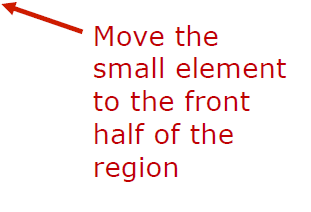 Move the
small element
to the front
half of the
region